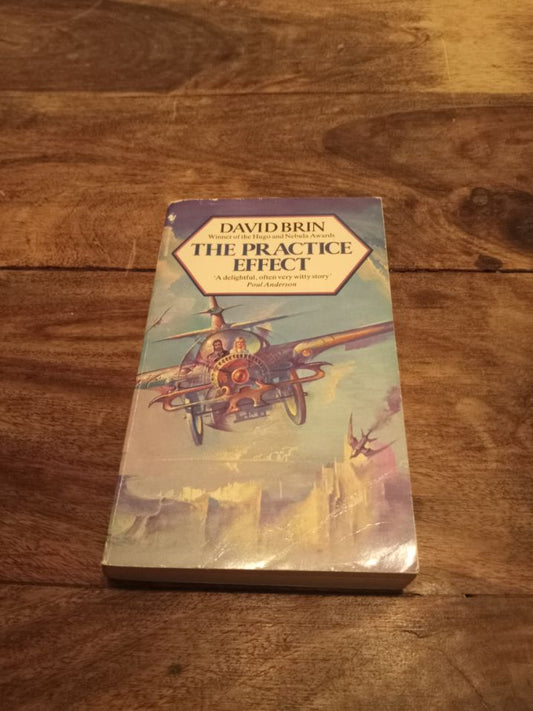 DAVID BRIN
Winner of the Hugo and Nebula Awards
THE PRACTICE
EFFECT
'A delightful, often very witty story'
Poul Anderson